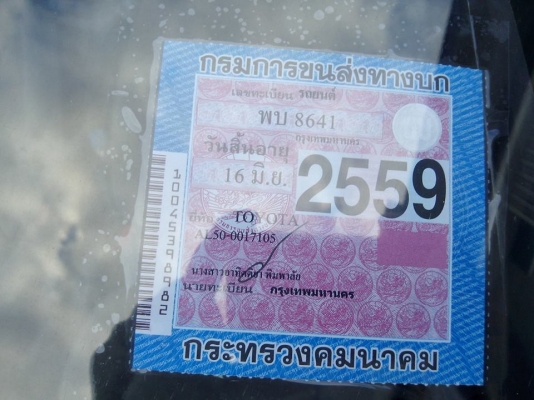 กรมการขนส่งทางบก
เลขทะเบียน รถยนต์
พบ 8641
กรุงเทพมหานคร
วันสิ้นอายุ
16 มิ.ย. 2559
ยี่ห้อ TOYOTA
AL50-0017105
นายทะเบียน กรุงเทพมหานคร
กระทรวงคมนาคม
10045398982